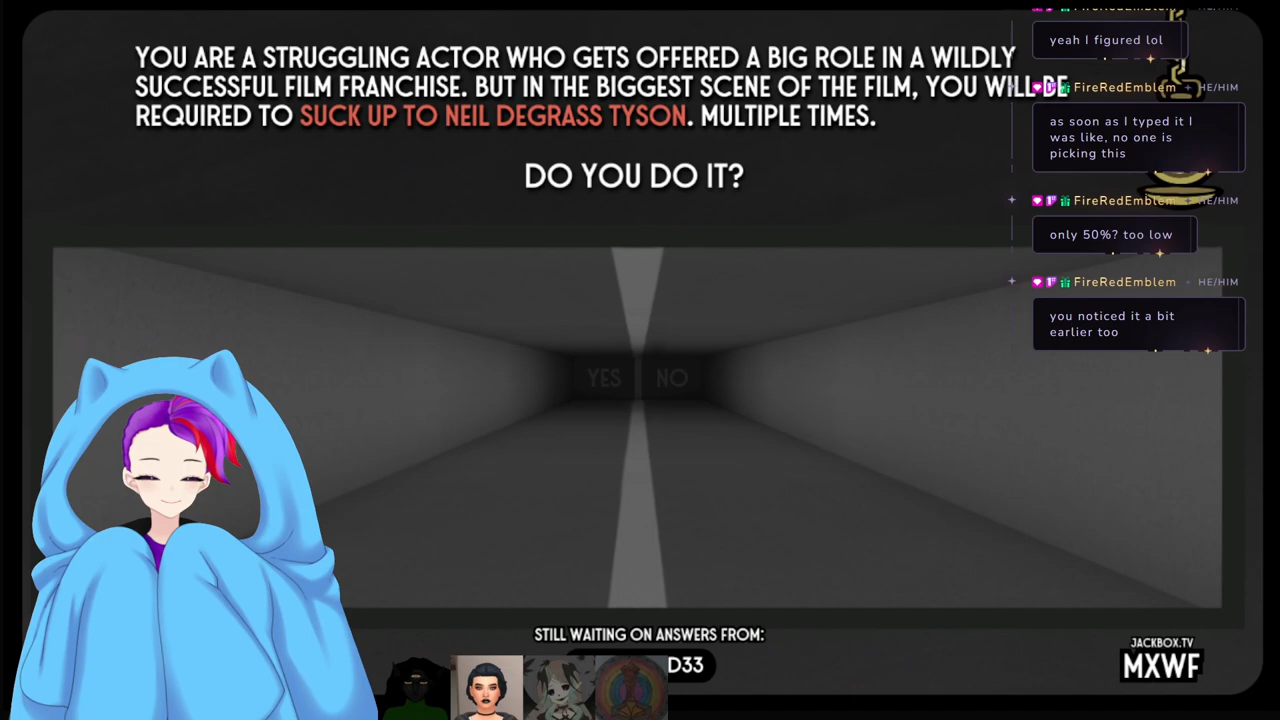 YOU ARE A STRUGGLING ACTOR WHO GETS OFFERED A BIG ROLE IN A WILDLY
SUCCESSFUL FILM FRANCHISE. BUT IN THE BIGGEST SCENE OF THE FILM, YOU WILL BE
REQUIRED TO SUCK UP TO NEIL DEGRASS TYSON. MULTIPLE TIMES.
DO YOU DO IT?
YES NO
STILL WAITING ON ANSWERS FROM:
D33
JACKBOX.TV
MXWF
FireRedEmblem HE/HIM
yeah I figured lol
FireRedEmblem HE/HIM
as soon as I typed it I
was like, no one is
picking this
FireRedEmblem HE/HIM
only 50%? too low
FireRedEmblem HE/HIM
you noticed it a bit
earlier too